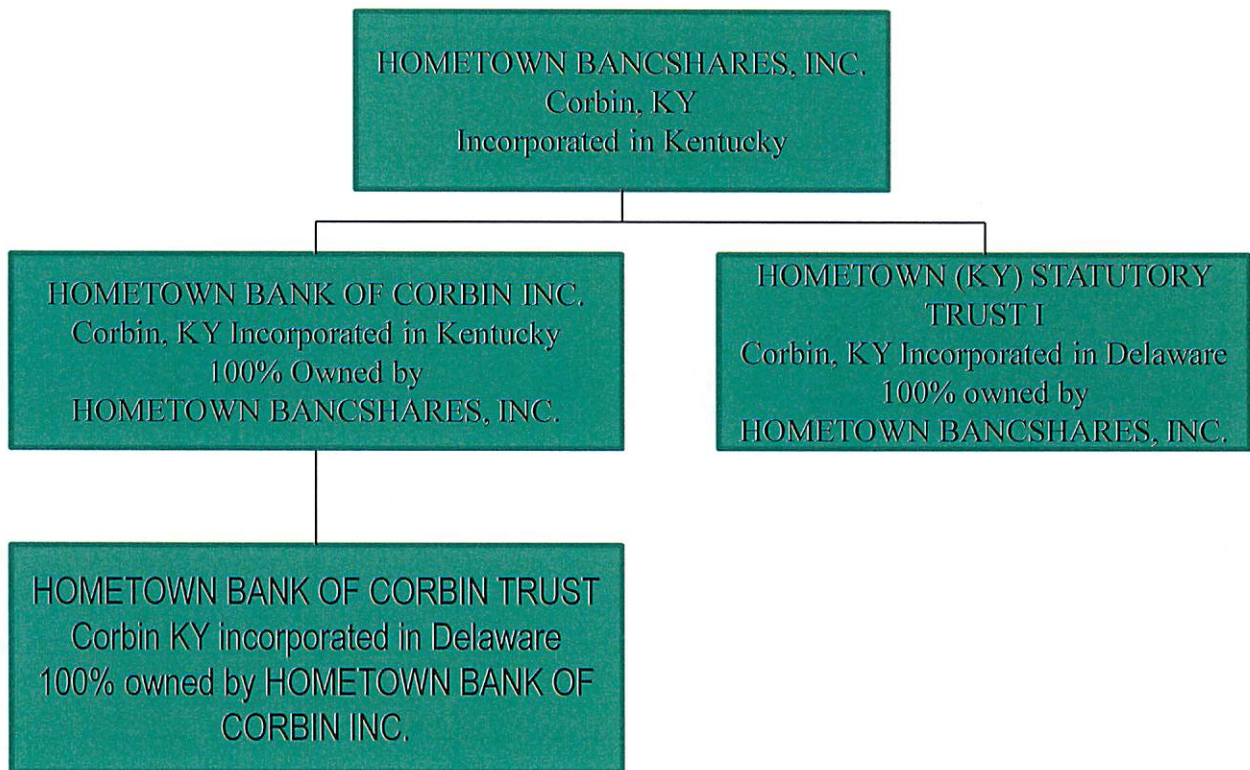 HOMETOWN BANCSHARES, INC.
Corbin, KY
Incorporated in Kentucky
HOMETOWN BANK OF CORBIN INC.
Corbin, KY Incorporated in Kentucky
100% Owned by
HOMETOWN BANCSHARES, INC.
HOMETOWN (KY) STATUTORY
TRUST I
Corbin, KY Incorporated in Delaware
100% owned by
HOMETOWN BANCSHARES, INC.
HOMETOWN BANK OF CORBIN TRUST
Corbin KY incorporated in Delaware
100% owned by HOMETOWN BANK OF
CORBIN INC.